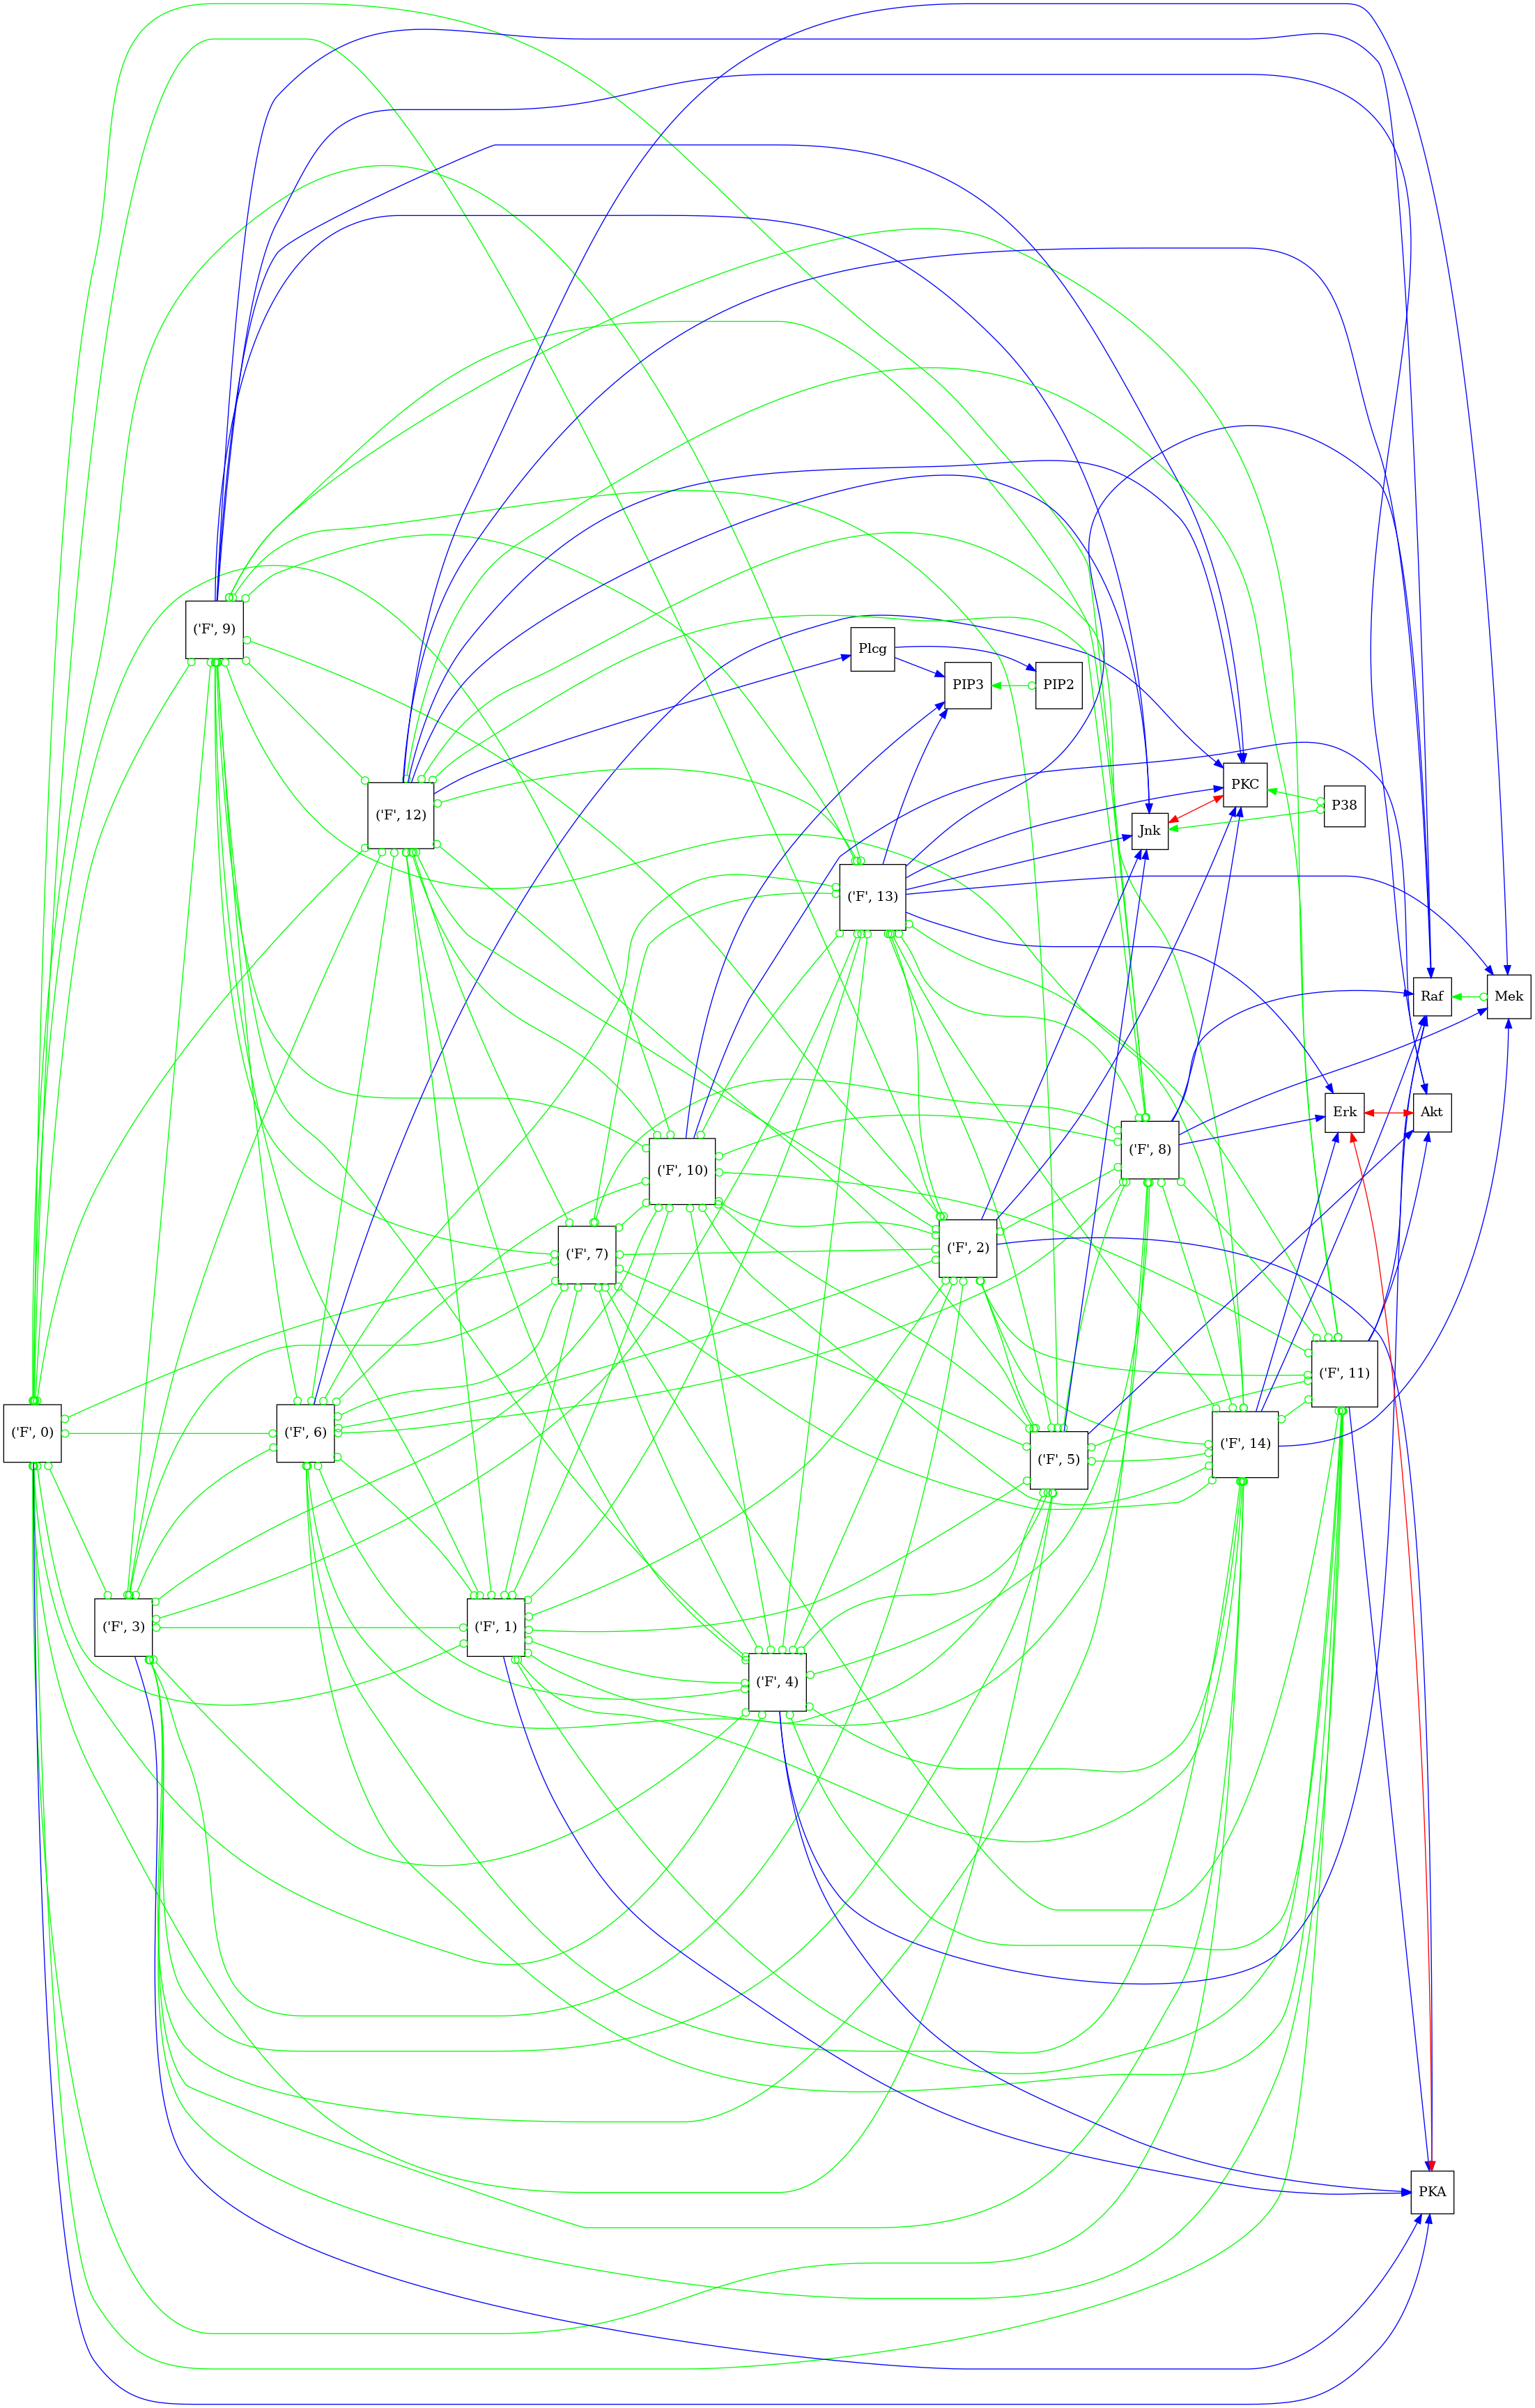 ('F', 9)
Plcg
PIP3
PIP2
PKC
('F', 12)
P38
Jnk
('F', 13)
Raf
Mek
Erk
Akt
('F', 8)
('F', 10)
('F', 2)
('F', 7)
('F', 11)
('F', 0)
('F', 6)
('F', 14)
('F', 5)
('F', 3)
('F', 1)
('F', 4)
PKA